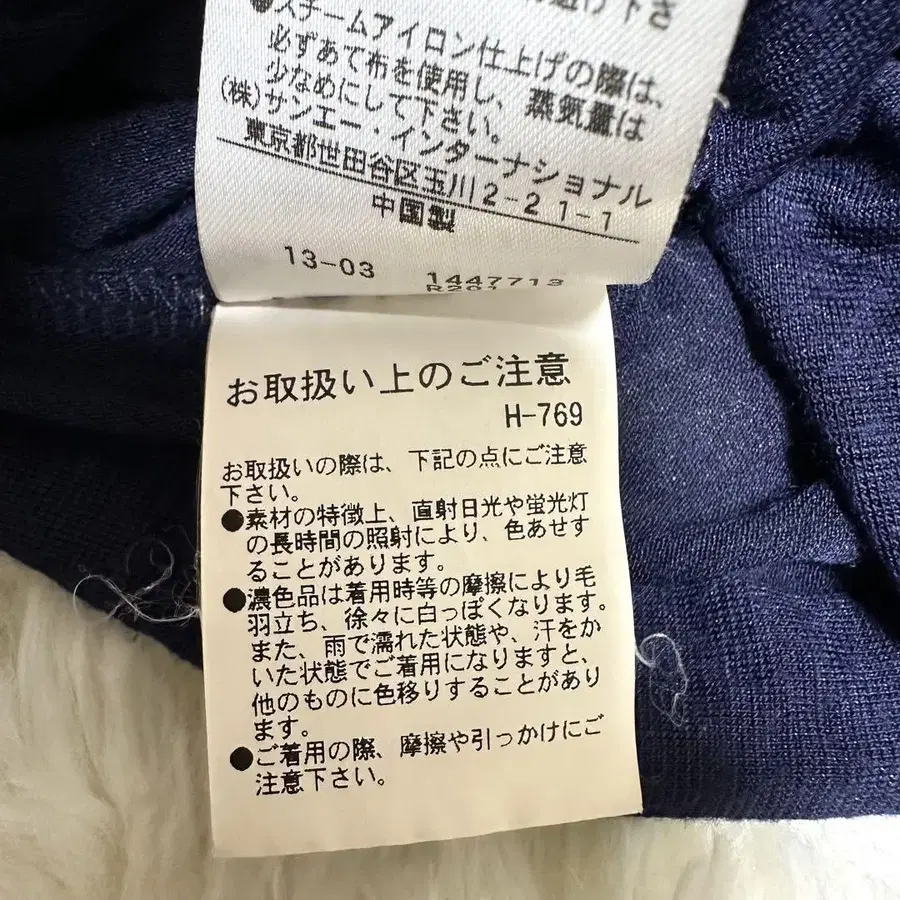 下さ
●スチームアイロン仕上げの際は、
必ずあて布を使用し、蒸気量は
少なめにして下さい。
(株)サンエー・インターナショナル
東京都世田谷区玉川2-21-1
中国製
13-03 1447713
R201
お取扱い上のご注意
H-769
お取扱いの際は、下記の点にご注意
下さい。
●素材の特徴上、直射日光や蛍光灯
の長時間の照射により、色あせす
ることがあります。
●濃色品は着用時等の摩擦により毛
羽立ち、徐々に白っぽくなります。
また、雨で濡れた状態や、汗をか
いた状態でご着用になりますと、
他のものに色移りすることがあり
ます。
●ご着用の際、摩擦や引っかけにご
注意下さい。